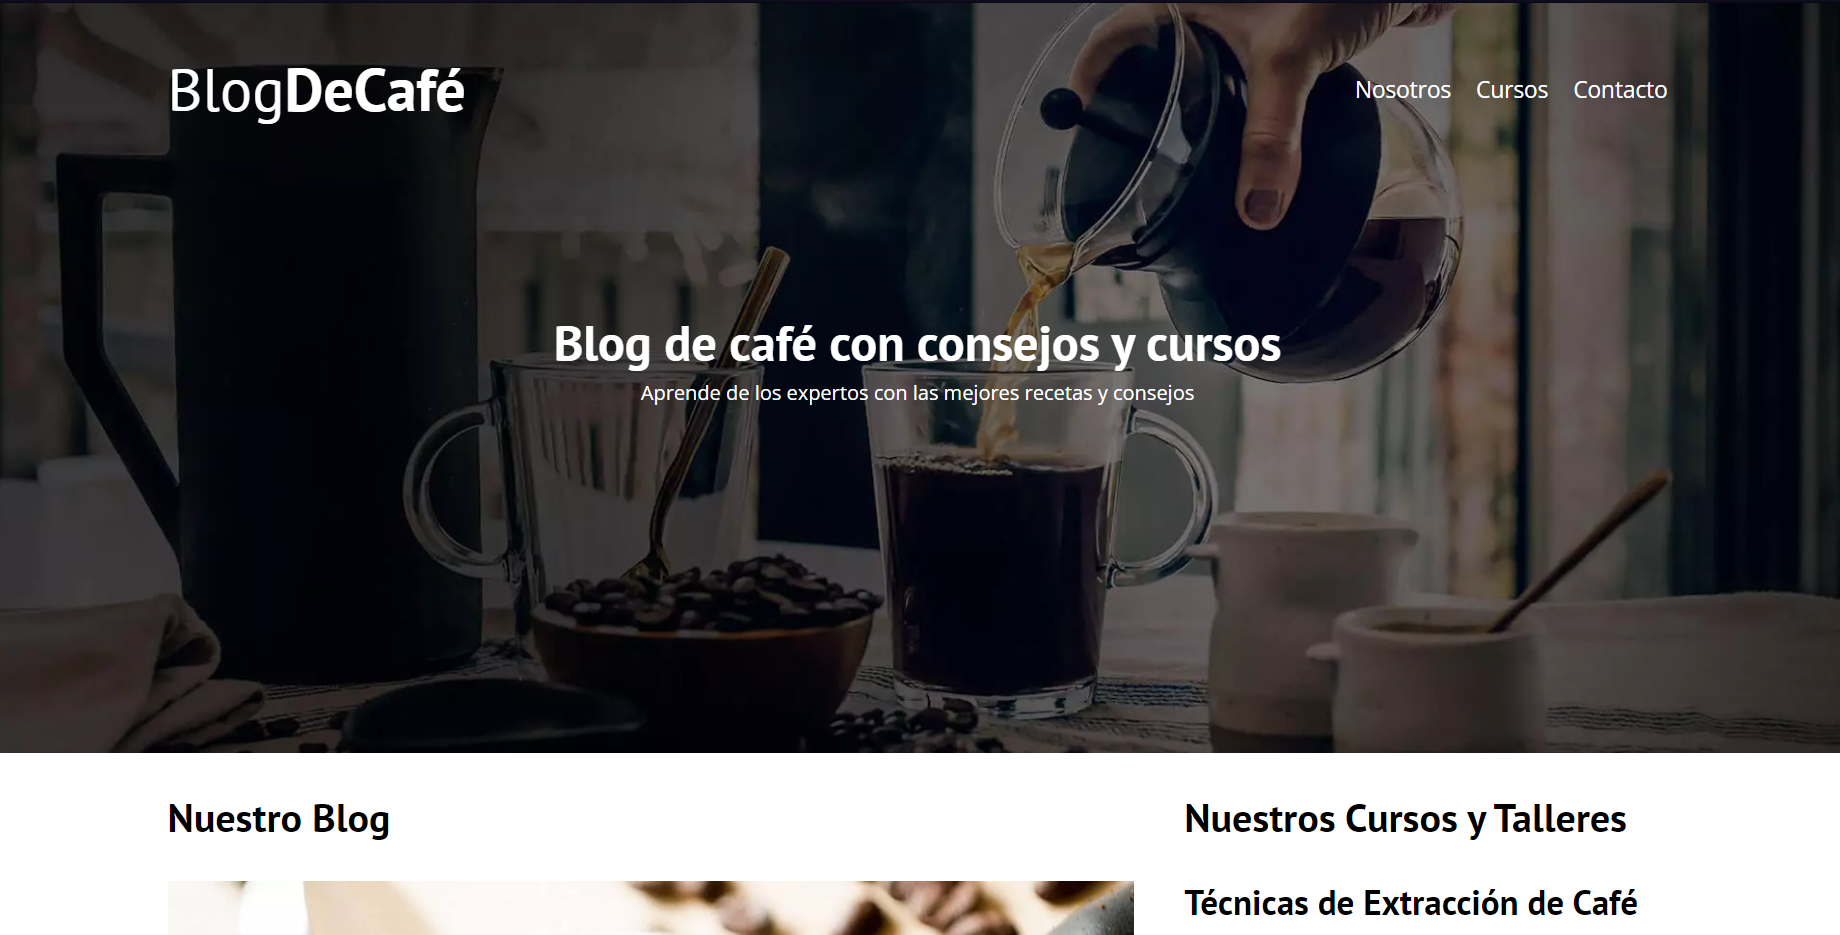 BlogDeCafé
Nosotros Cursos Contacto
Blog de café con consejos y cursos
Aprende de los expertos con las mejores recetas y consejos
Nuestro Blog
Nuestros Cursos y Talleres
Técnicas de Extracción de Café